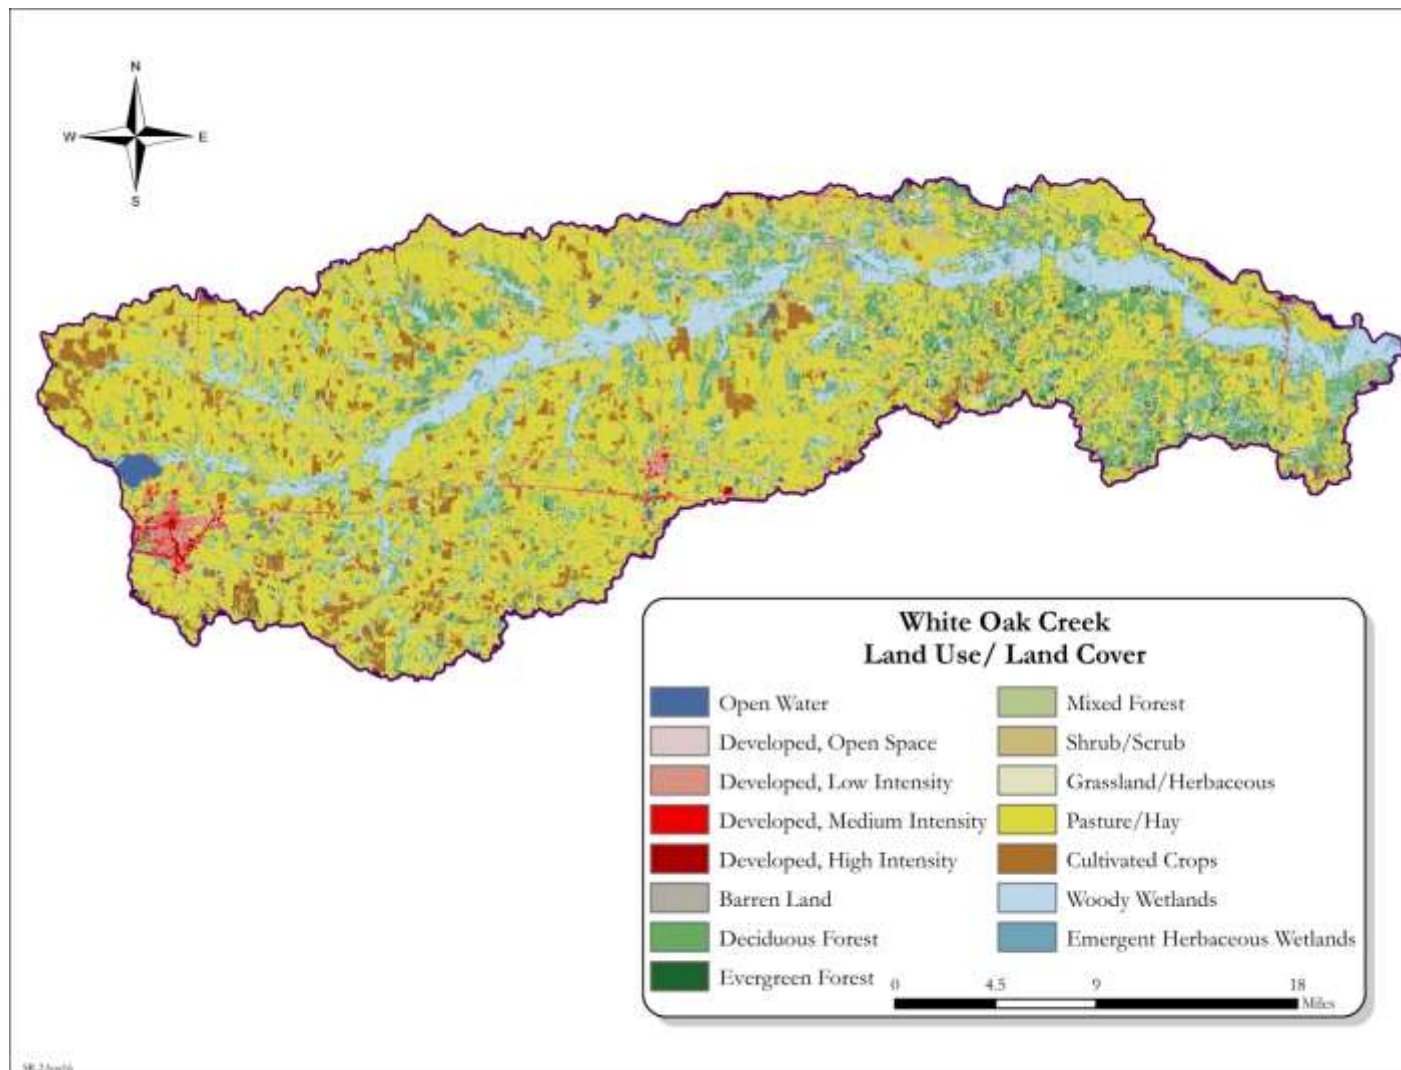 N
W E
S
White Oak Creek
Land Use/ Land Cover
Open Water
Developed, Open Space
Developed, Low Intensity
Developed, Medium Intensity
Developed, High Intensity
Barren Land
Deciduous Forest
Evergreen Forest
Mixed Forest
Shrub/Scrub
Grassland/Herbaceous
Pasture/Hay
Cultivated Crops
Woody Wetlands
Emergent Herbaceous Wetlands
0 4.5 9 18
Miles